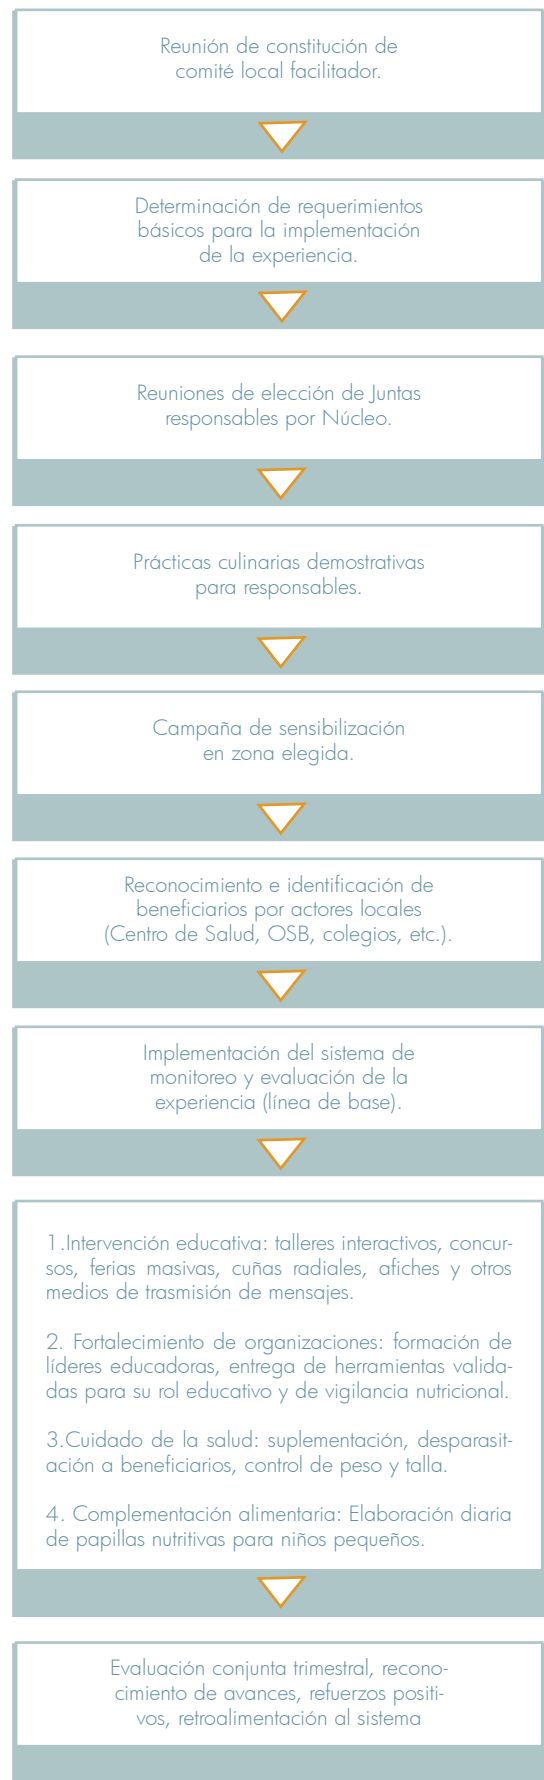 Reunión de constitución de
comité local facilitador.
Determinación de requerimientos
básicos para la implementación
de la experiencia.
Reuniones de elección de Juntas
responsables por Núcleo.
Prácticas culinarias demostrativas
para responsables.
Campaña de sensibilización
en zona elegida.
Reconocimiento e identificación de
beneficiarios por actores locales
(Centro de Salud, OSB, colegios, etc.).
Implementación del sistema de
monitoreo y evaluación de la
experiencia (línea de base).
1.Intervención educativa: talleres interactivos, concur-
sos, ferias masivas, cuñas radiales, afiches y otros
medios de trasmisión de mensajes.
2. Fortalecimiento de organizaciones: formación de
líderes educadoras, entrega de herramientas valida-
das para su rol educativo y de vigilancia nutricional.
3.Cuidado de la salud: suplementación, desparasit-
ación a beneficiarios, control de peso y talla.
4. Complementación alimentaria: Elaboración diaria
de papillas nutritivas para niños pequeños.
Evaluación conjunta trimestral, recono-
cimiento de avances, refuerzos positi-
vos, retroalimentación al sistema